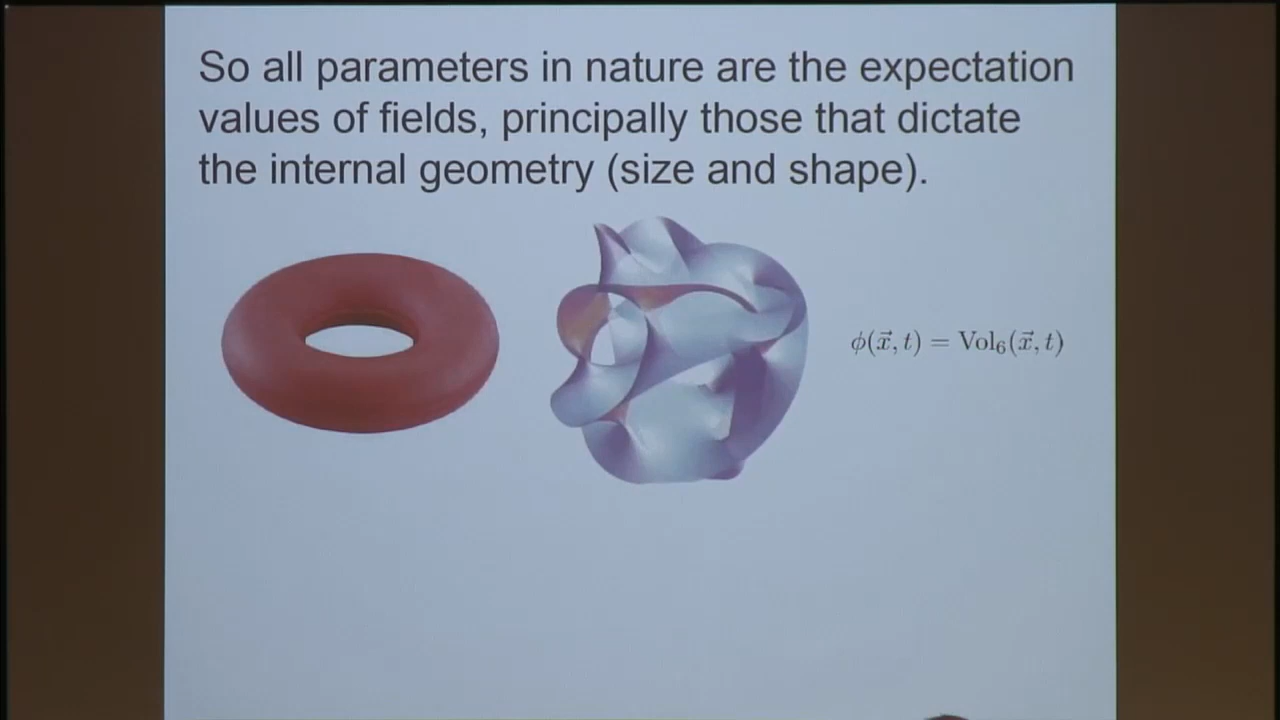 So all parameters in nature are the expectation
values of fields, principally those that dictate
the internal geometry (size and shape).
ϕ(x⃗, t) = Vol₆(x⃗, t)